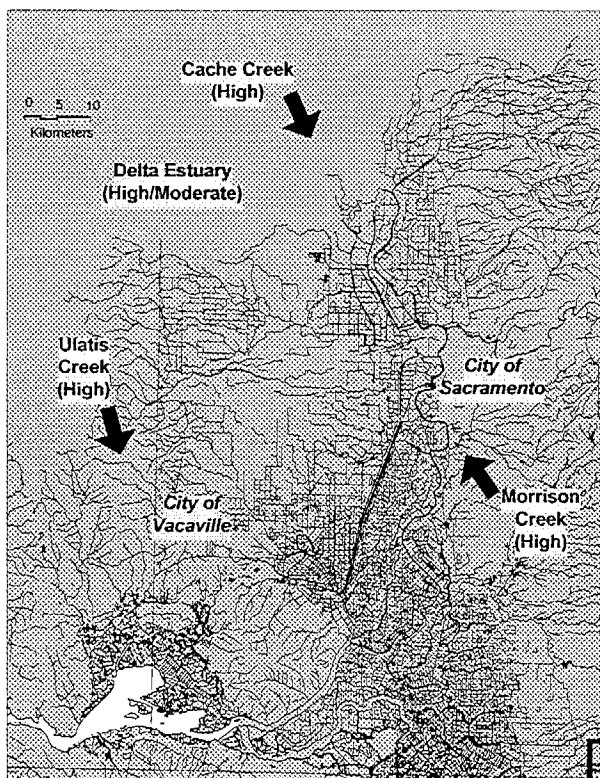 Cache Creek
(High)
0 5 10
Kilometers
Delta Estuary
(High/Moderate)
Ulatis
Creek
(High)
City of
Sacramento
City of
Vacaville
Morrison
Creek
(High)